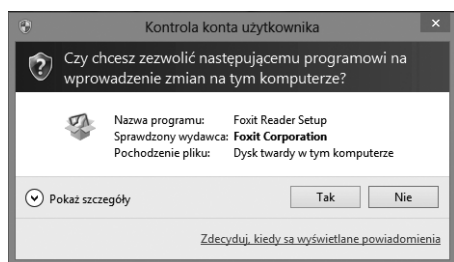 Kontrola konta użytkownika
Czy chcesz zezwolić następującemu programowi na
wprowadzenie zmian na tym komputerze?
Nazwa programu: Foxit Reader Setup
Sprawdzony wydawca: Foxit Corporation
Pochodzenie pliku: Dysk twardy w tym komputerze
Pokaż szczegóły Tak Nie
Zdecyduj, kiedy są wyświetlane powiadomienia